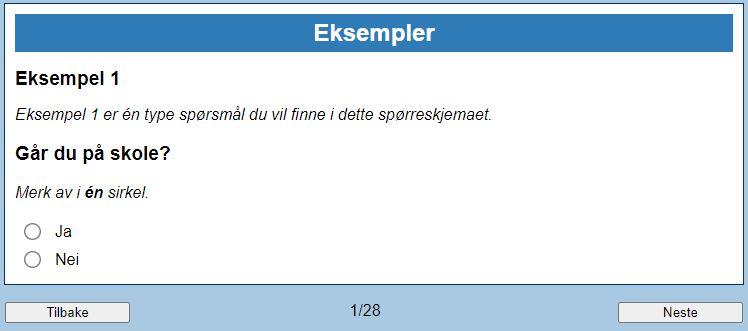 Eksempler
Eksempel 1
Eksempel 1 er én type spørsmål du vil finne i dette spørreskjemaet.
Går du på skole?
Merk av i én sirkel.
Ja
Nei
Tilbake
1/28
Neste